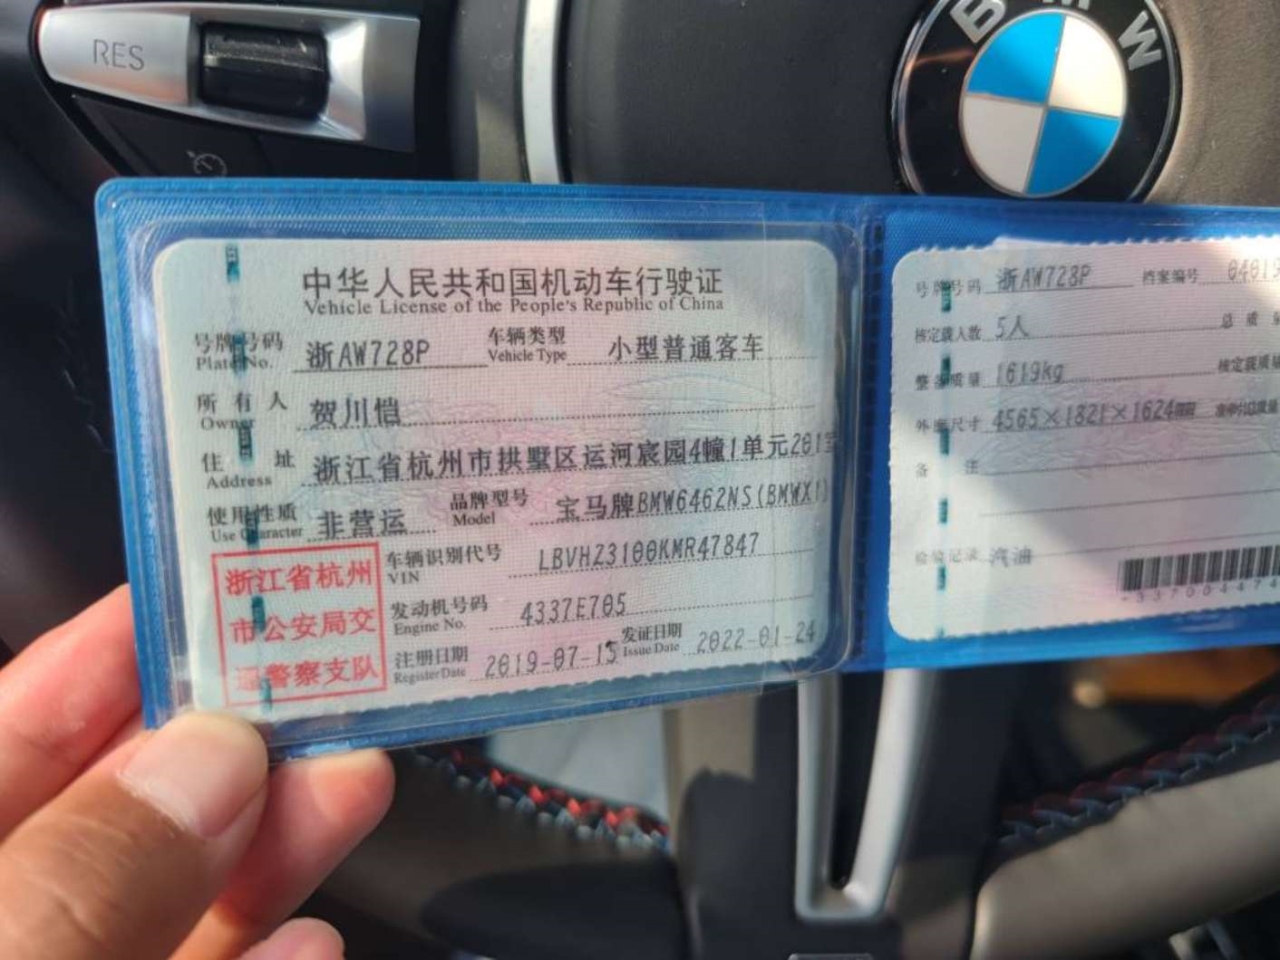 RES
BMW
中华人民共和国机动车行驶证
Vehicle License of the People's Republic of China
号牌号码 浙AW728P 车辆类型 小型普通客车
Plate No. Vehicle Type
所有人 贺川恺
Owner
住址 浙江省杭州市拱墅区运河宸园4幢1单元201室
Address
使用性质 非营运 品牌型号 宝马牌BMW6462NS(BMWX1)
Use Character Model
浙江省杭州
市公安局交
通警察支队
车辆识别代号 LBVHZ3100KMR47847
VIN
发动机号码 4337E705
Engine No.
注册日期 2019-07-15 发证日期 2022-01-24
Register Date Issue Date
号牌号码 浙AW728P 档案编号
核定载人数 5人 总质
整备质量 1619kg 核定载质
外廓尺寸 4565×1821×1624mm
备注
检验记录 汽油